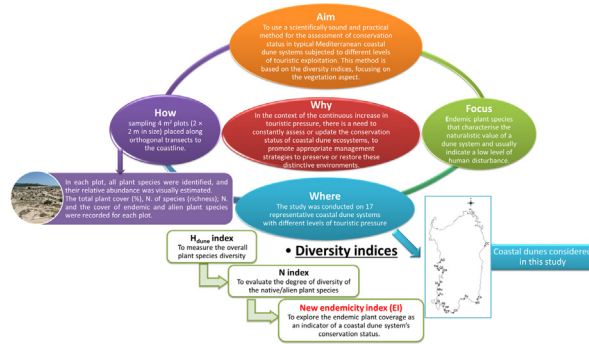 Aim
To use a scientifically sound and practical
method for the assessment of conservation
status in typical Mediterranean coastal
dune systems subjected to different levels
of touristic exploitation. This method is
based on the diversity indices, focusing on
the vegetation aspect.
How
sampling 4 m² plots (2 ×
2 m in size) placed along
orthogonal transects to
the coastline.
Why
In the context of the continuous increase in
touristic pressure, there is a need to
constantly assess or update the conservation
status of coastal dune ecosystems, to
promote appropriate management
strategies to preserve or restore these
distinctive environments.
Focus
Endemic plant species
that characterise the
naturalistic value of a
dune system and usually
indicate a low level of
human disturbance.
In each plot, all plant species were identified, and
their relative abundance was visually estimated.
The total plant cover (%), N. of species (richness); N,
and the cover of endemic and alien plant species
were recorded for each plot.
Where
The study was conducted on 17
representative coastal dune systems
with different levels of touristic pressure
Coastal dunes considered
in this study
• Diversity indices
Hdune index
To measure the overall
plant species diversity
N index
To evaluate the degree of diversity of
the native/alien plant species
New endemicity index (EI)
To explore the endemic plant coverage as
an indicator of a coastal dune system's
conservation status.